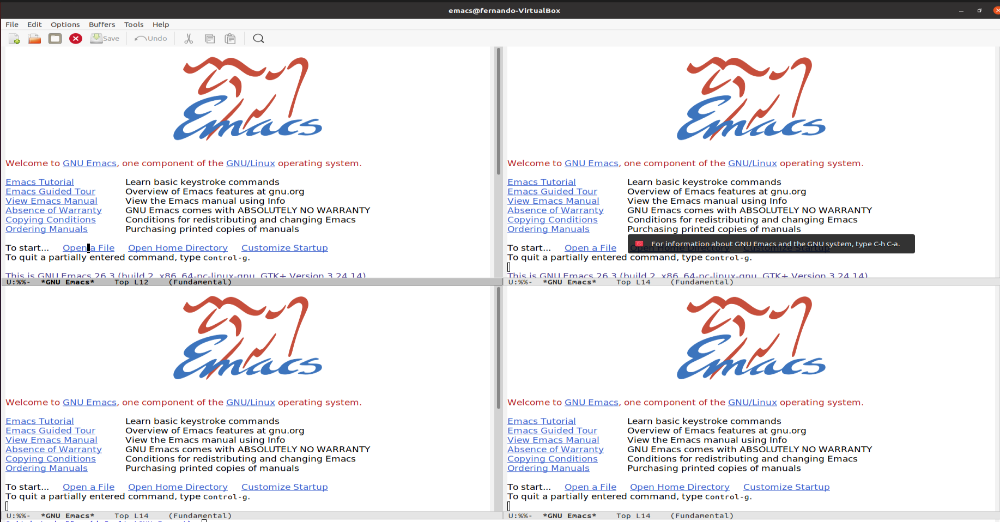 emacs@fernando-VirtualBox
File Edit Options Buffers Tools Help
Save Undo
Emacs
Welcome to GNU Emacs, one component of the GNU/Linux operating system.
Emacs Tutorial Learn basic keystroke commands
Emacs Guided Tour Overview of Emacs features at gnu.org
View Emacs Manual View the Emacs manual using Info
Absence of Warranty GNU Emacs comes with ABSOLUTELY NO WARRANTY
Copying Conditions Conditions for redistributing and changing Emacs
Ordering Manuals Purchasing printed copies of manuals
To start... Open a File Open Home Directory Customize Startup
To quit a partially entered command, type Control-g.
This is GNU Emacs 26.3 (build 2, x86_64-pc-linux-gnu, GTK+ Version 3.24.14)
U:%%- *GNU Emacs* Top L12 (Fundamental)
Emacs
Welcome to GNU Emacs, one component of the GNU/Linux operating system.
Emacs Tutorial Learn basic keystroke commands
Emacs Guided Tour Overview of Emacs features at gnu.org
View Emacs Manual View the Emacs manual using Info
Absence of Warranty GNU Emacs comes with ABSOLUTELY NO WARRANTY
Copying Conditions Conditions for redistributing and changing Emacs
Ordering Manuals Purchasing printed copies of manuals
For information about GNU Emacs and the GNU system, type C-h C-a.
To start... Open a File Open Home Directory Customize Startup
To quit a partially entered command, type Control-g.
This is GNU Emacs 26.3 (build 2, x86_64-pc-linux-gnu, GTK+ Version 3.24.14)
U:%%- *GNU Emacs* Top L14 (Fundamental)
Emacs
Welcome to GNU Emacs, one component of the GNU/Linux operating system.
Emacs Tutorial Learn basic keystroke commands
Emacs Guided Tour Overview of Emacs features at gnu.org
View Emacs Manual View the Emacs manual using Info
Absence of Warranty GNU Emacs comes with ABSOLUTELY NO WARRANTY
Copying Conditions Conditions for redistributing and changing Emacs
Ordering Manuals Purchasing printed copies of manuals
To start... Open a File Open Home Directory Customize Startup
To quit a partially entered command, type Control-g.
U:%%- *GNU Emacs* Top L14 (Fundamental)
Emacs
Welcome to GNU Emacs, one component of the GNU/Linux operating system.
Emacs Tutorial Learn basic keystroke commands
Emacs Guided Tour Overview of Emacs features at gnu.org
View Emacs Manual View the Emacs manual using Info
Absence of Warranty GNU Emacs comes with ABSOLUTELY NO WARRANTY
Copying Conditions Conditions for redistributing and changing Emacs
Ordering Manuals Purchasing printed copies of manuals
To start... Open a File Open Home Directory Customize Startup
To quit a partially entered command, type Control-g.
U:%%- *GNU Emacs* Top L14 (Fundamental)